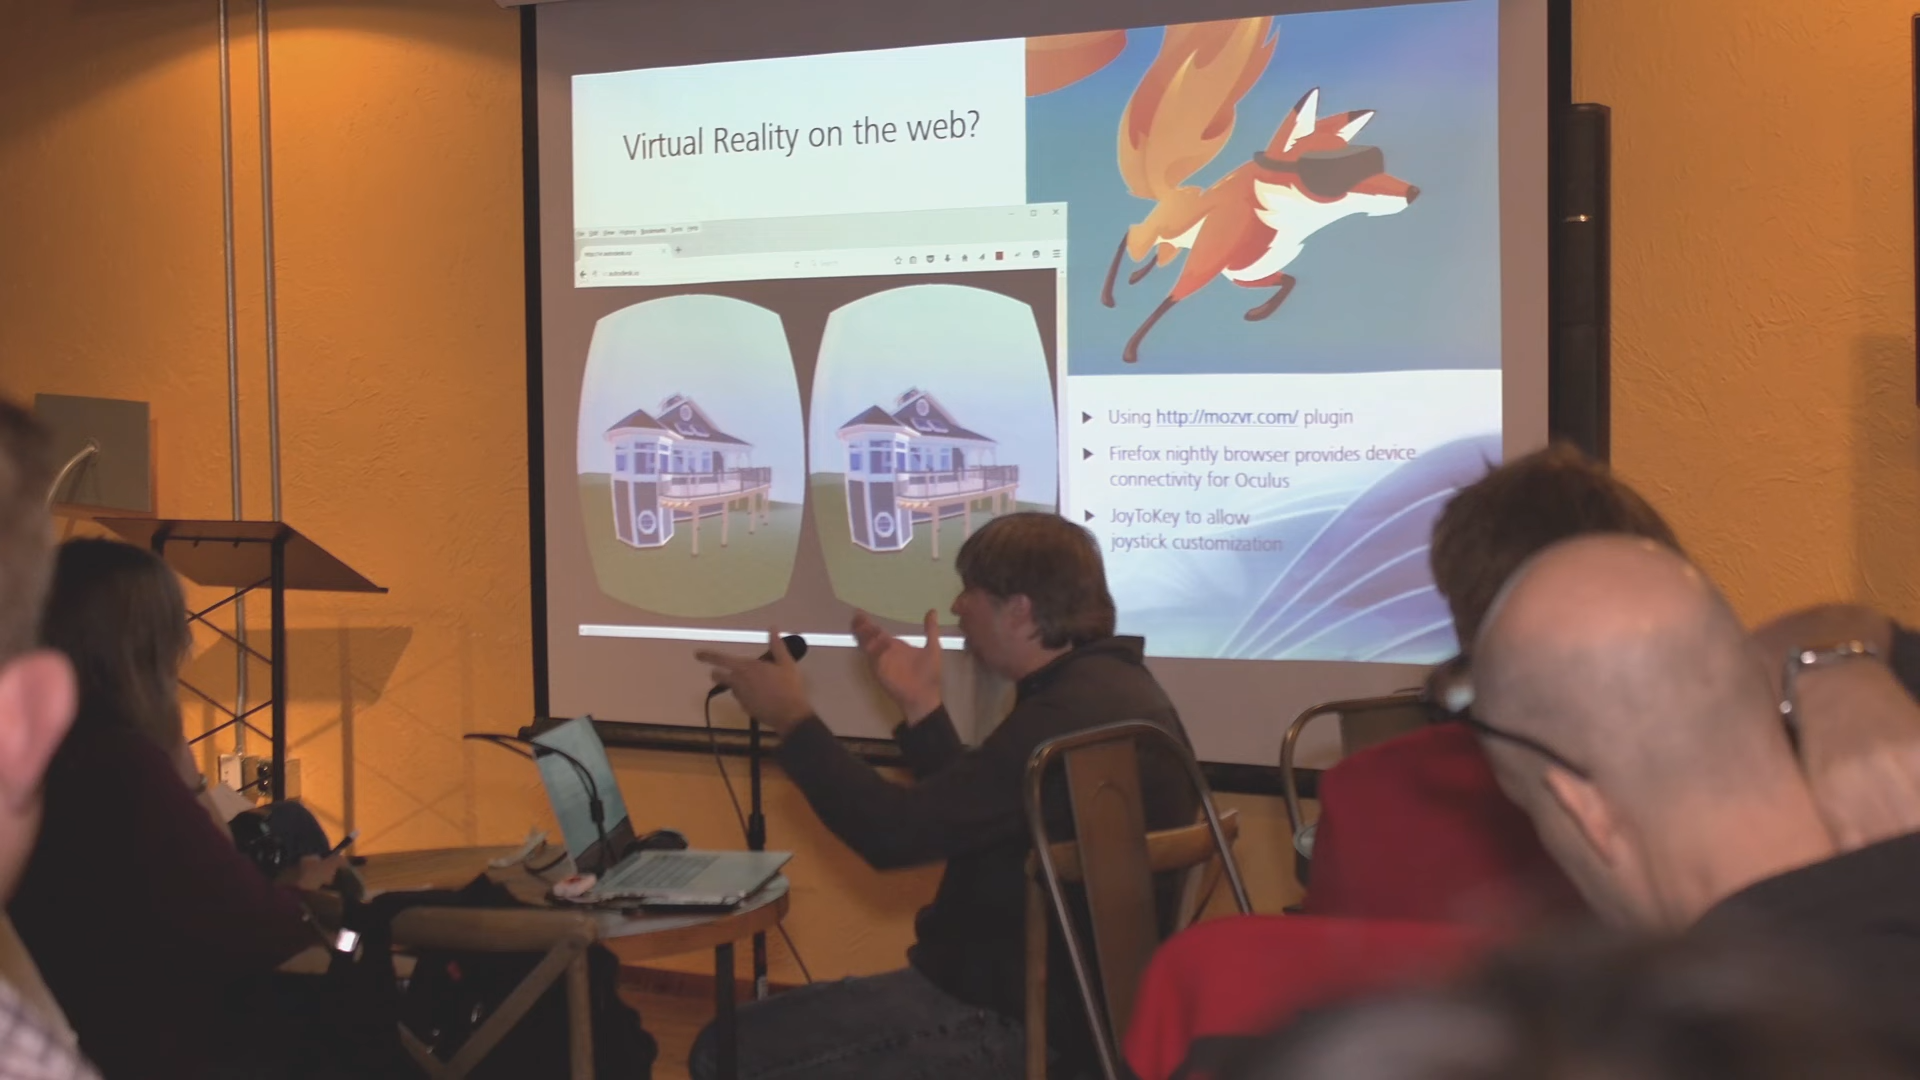 Virtual Reality on the web?
Using http://mozvr.com/ plugin
Firefox nightly browser provides device
connectivity for Oculus
JoyToKey to allow
joystick customization